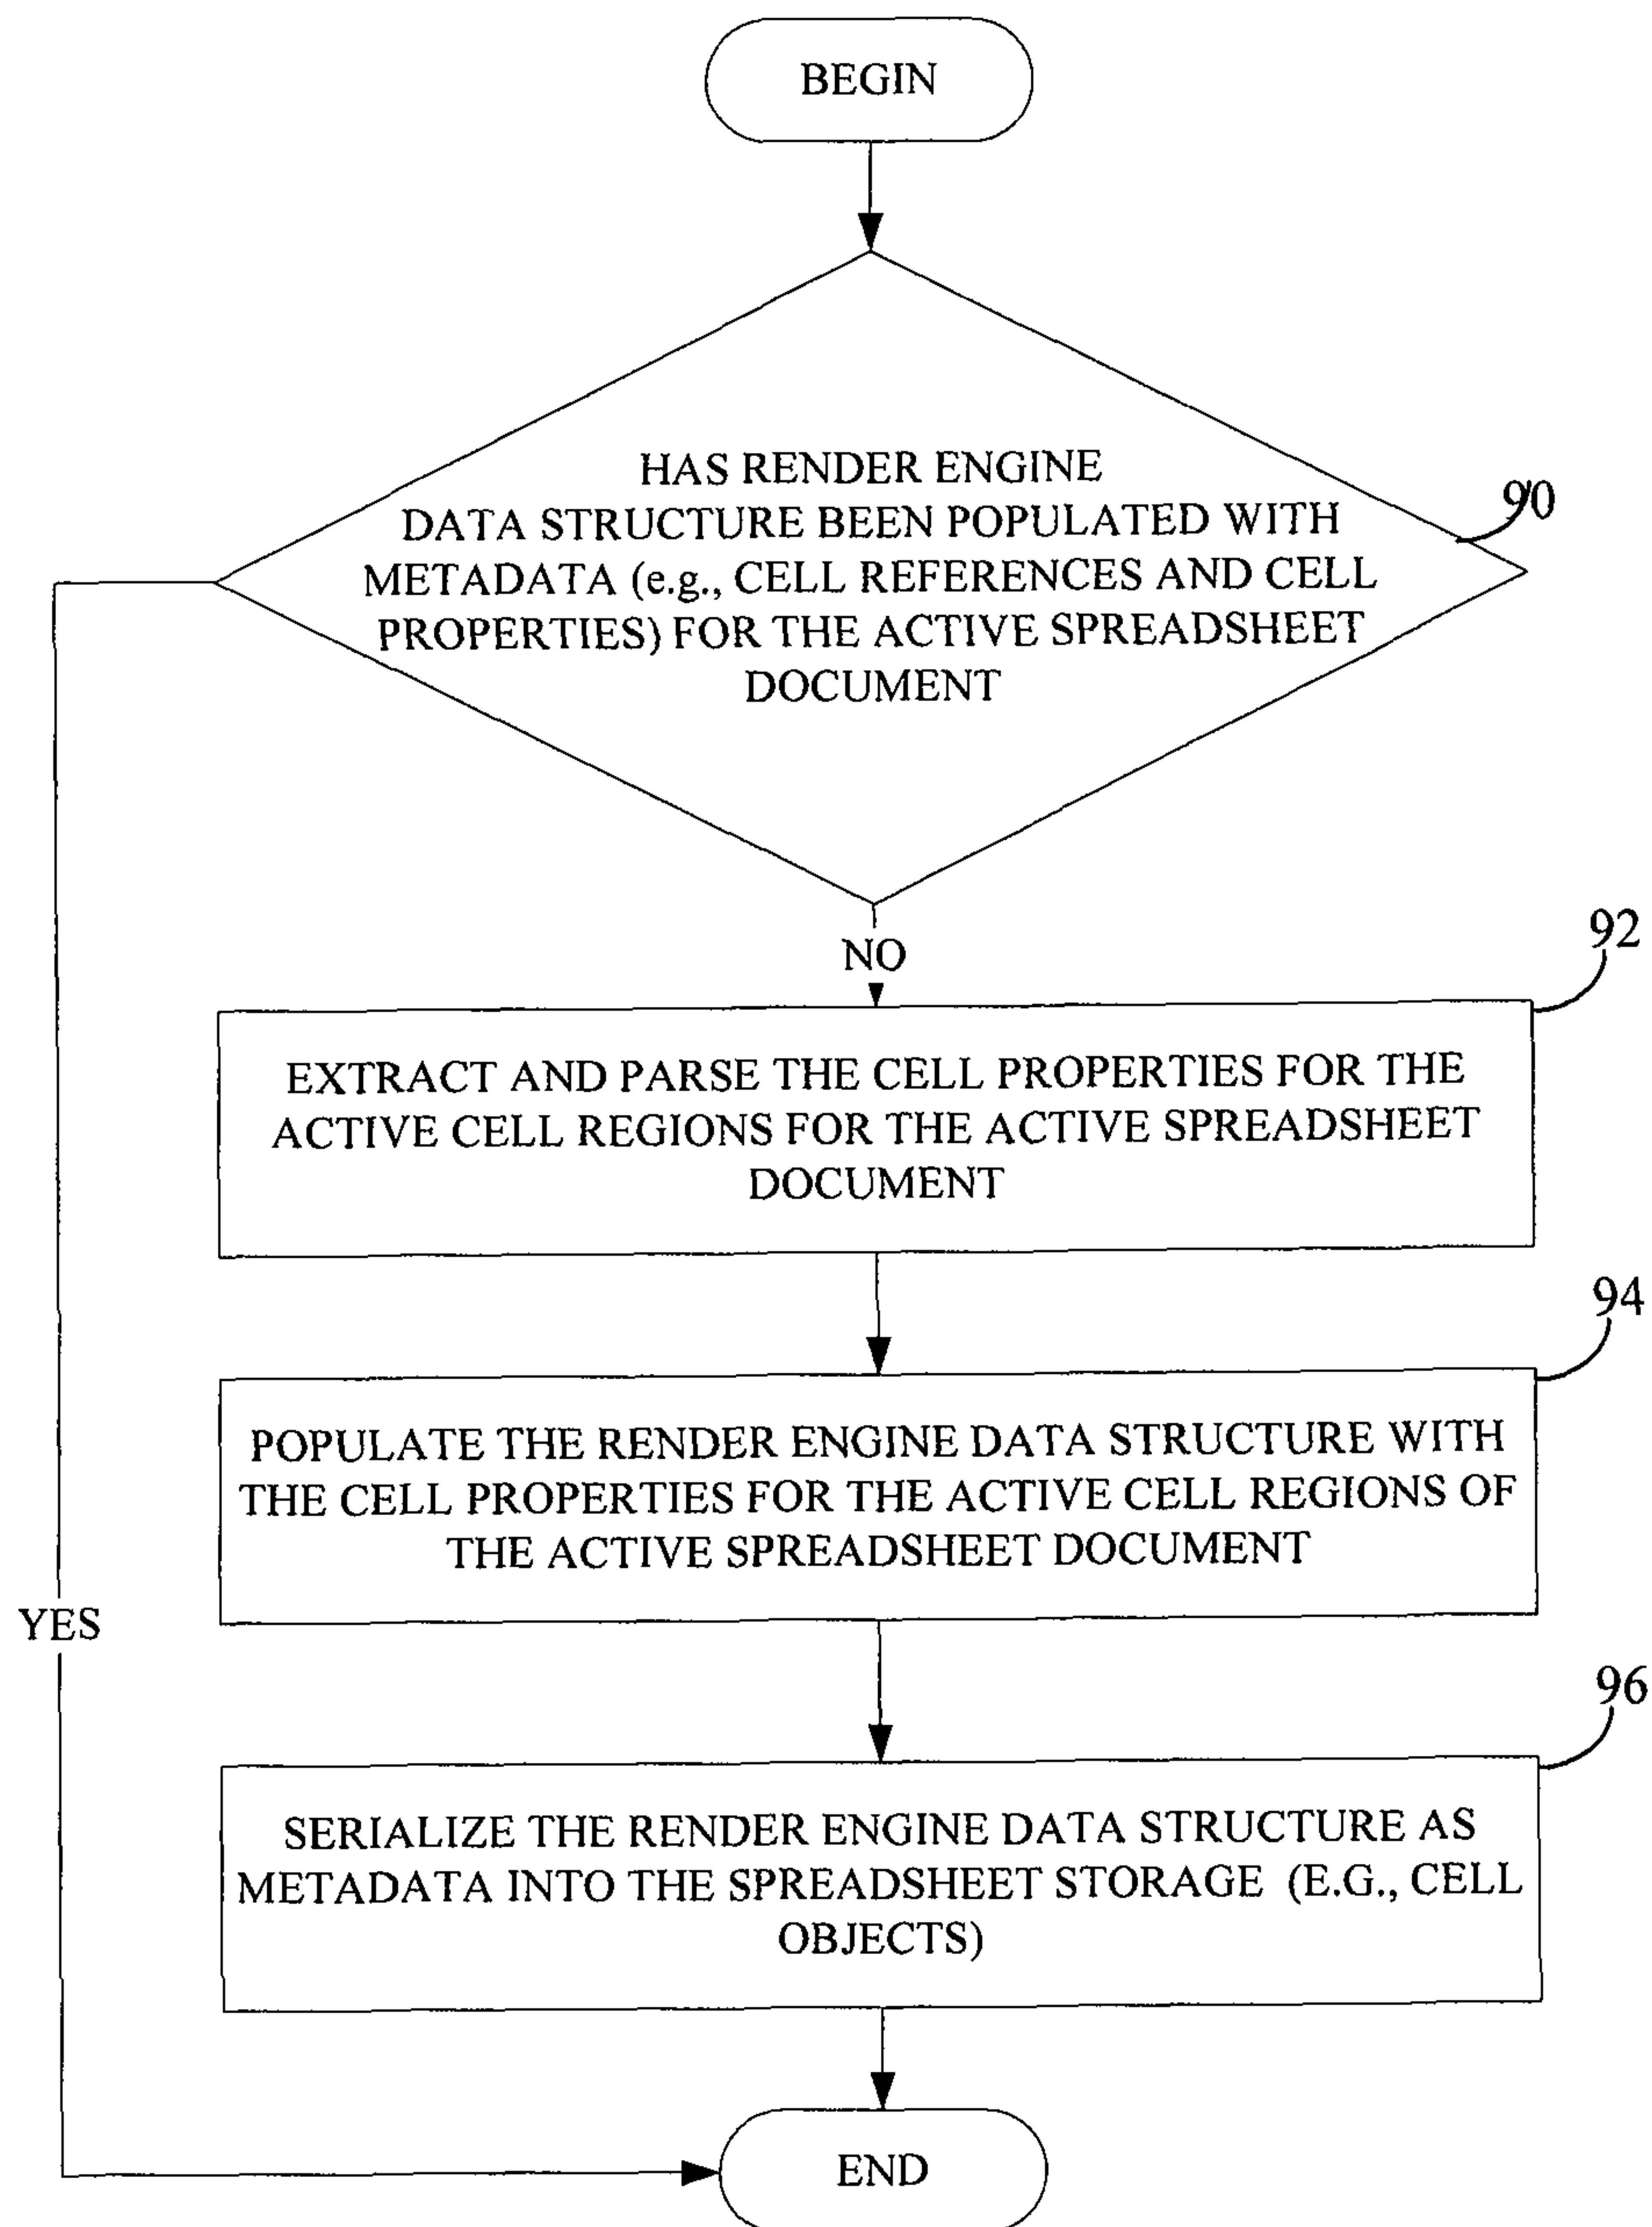 BEGIN
HAS RENDER ENGINE
DATA STRUCTURE BEEN POPULATED WITH
METADATA (e.g., CELL REFERENCES AND CELL
PROPERTIES) FOR THE ACTIVE SPREADSHEET
DOCUMENT
90
NO
92
EXTRACT AND PARSE THE CELL PROPERTIES FOR THE
ACTIVE CELL REGIONS FOR THE ACTIVE SPREADSHEET
DOCUMENT
94
POPULATE THE RENDER ENGINE DATA STRUCTURE WITH
THE CELL PROPERTIES FOR THE ACTIVE CELL REGIONS OF
THE ACTIVE SPREADSHEET DOCUMENT
YES
96
SERIALIZE THE RENDER ENGINE DATA STRUCTURE AS
METADATA INTO THE SPREADSHEET STORAGE (E.G., CELL
OBJECTS)
END